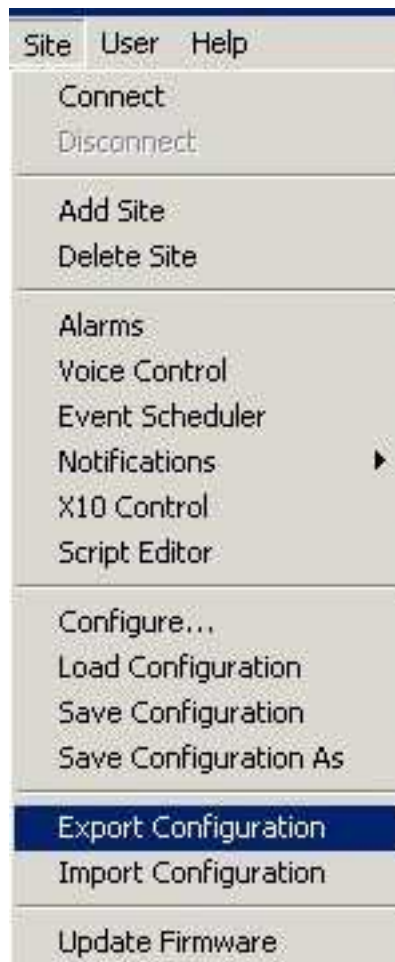 Site User Help
Connect
Disconnect
Add Site
Delete Site
Alarms
Voice Control
Event Scheduler
Notifications
X10 Control
Script Editor
Configure...
Load Configuration
Save Configuration
Save Configuration As
Export Configuration
Import Configuration
Update Firmware